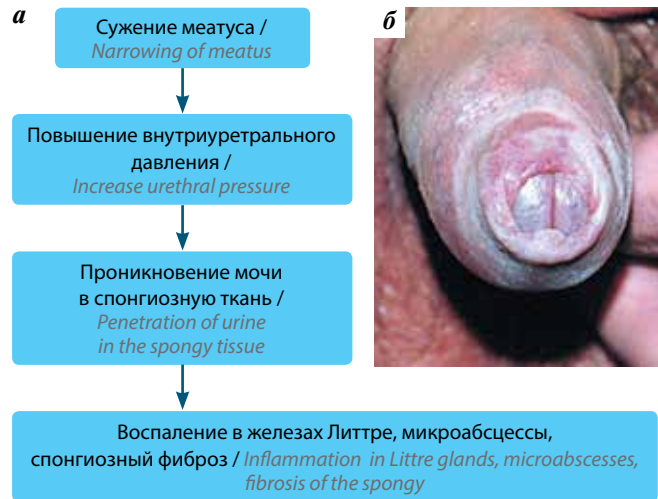 а
Сужение меатуса /
Narrowing of meatus
Повышение внутриуретрального
давления /
Increase urethral pressure
Проникновение мочи
в спонгиозную ткань /
Penetration of urine
in the spongy tissue
Воспаление в железах Литтре, микроабсцессы,
спонгиозный фиброз / Inflammation in Littre glands, microabscesses,
fibrosis of the spongy
б